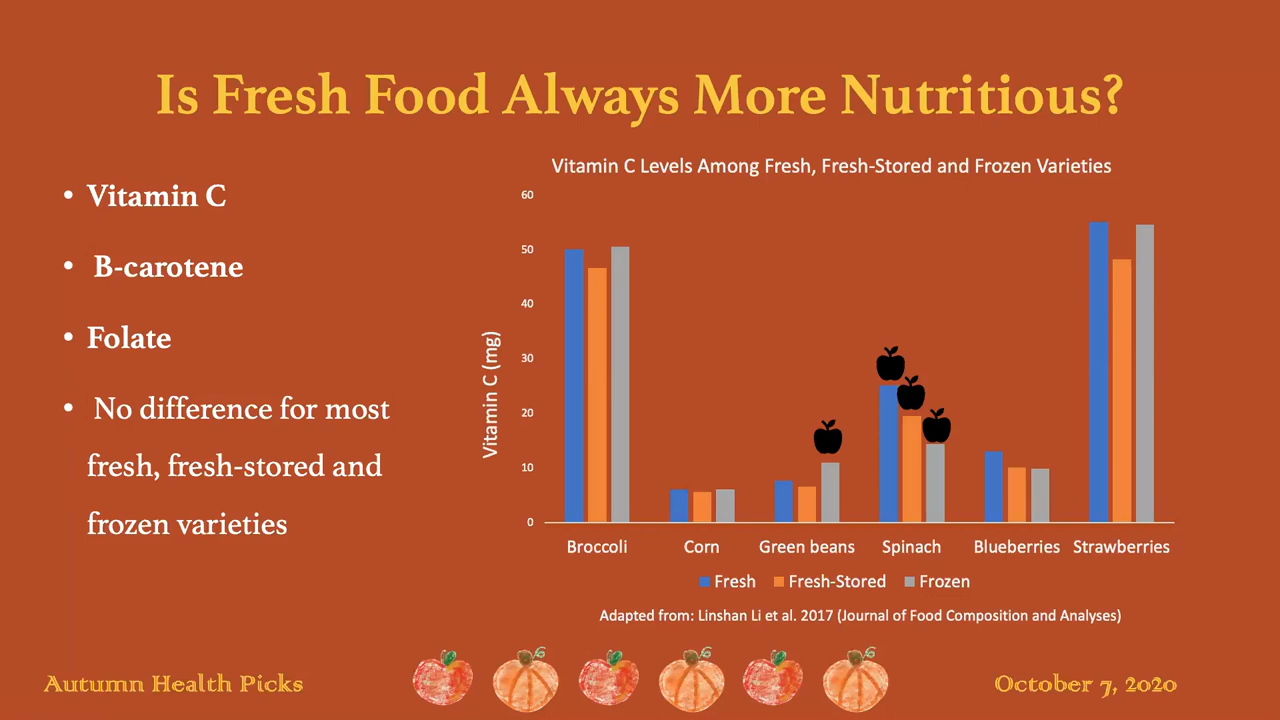 Is Fresh Food Always More Nutritious?
• Vitamin C
• B-carotene
• Folate
• No difference for most
fresh, fresh-stored and
frozen varieties
Vitamin C Levels Among Fresh, Fresh-Stored and Frozen Varieties
Vitamin C (mg)
60
50
40
30
20
10
0
Broccoli Corn Green beans Spinach Blueberries Strawberries
Fresh Fresh-Stored Frozen
Adapted from: Linshan Li et al. 2017 (Journal of Food Composition and Analyses)
Autumn Health Picks
October 7, 2020